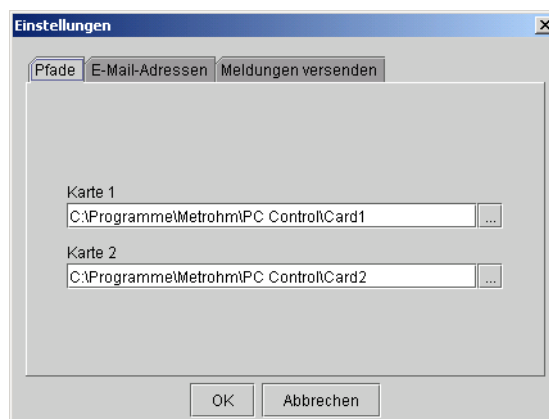 Einstellungen
Pfade E-Mail-Adressen Meldungen versenden
Karte 1
C:\Programme\Metrohm\PC Control\Card1 ...
Karte 2
C:\Programme\Metrohm\PC Control\Card2 ...
OK Abbrechen